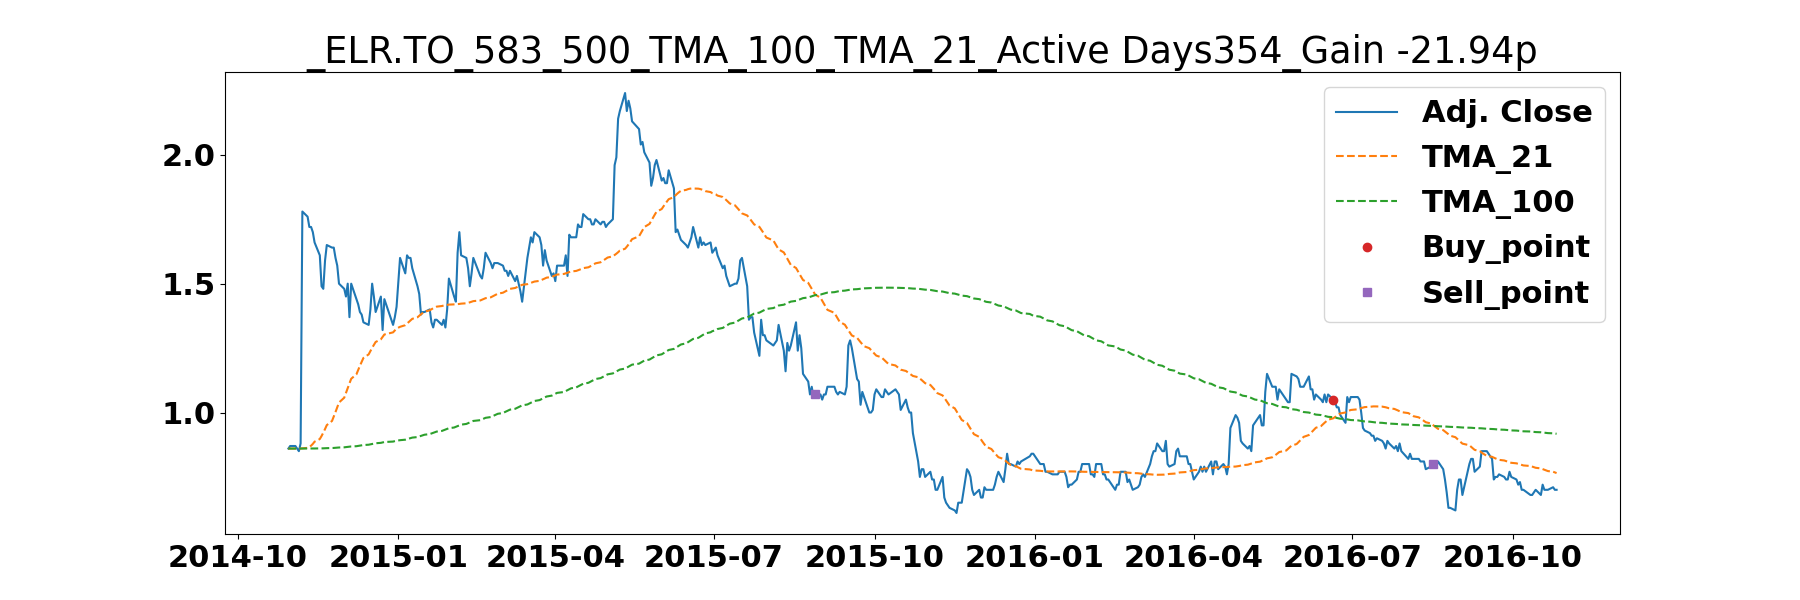 _ELR.TO_583_500_TMA_100_TMA_21_Active Days354_Gain -21.94p
Adj. Close
TMA_21
TMA_100
Buy_point
Sell_point
2.0
1.5
1.0
2014-10 2015-01 2015-04 2015-07 2015-10 2016-01 2016-04 2016-07 2016-10